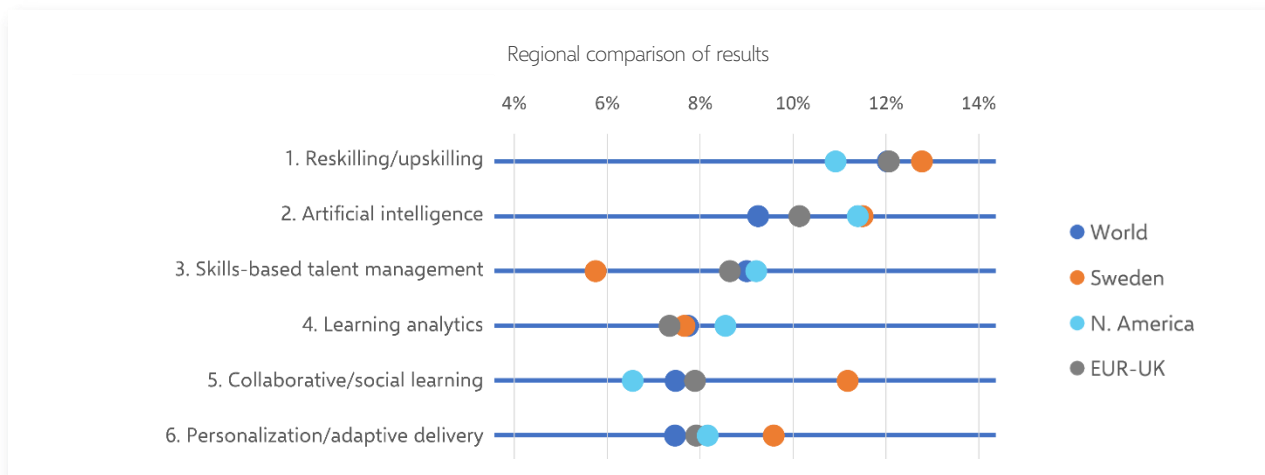 Regional comparison of results
4% 6% 8% 10% 12% 14%
1. Reskilling/upskilling
2. Artificial intelligence
3. Skills-based talent management
4. Learning analytics
5. Collaborative/social learning
6. Personalization/adaptive delivery
World
Sweden
N. America
EUR-UK